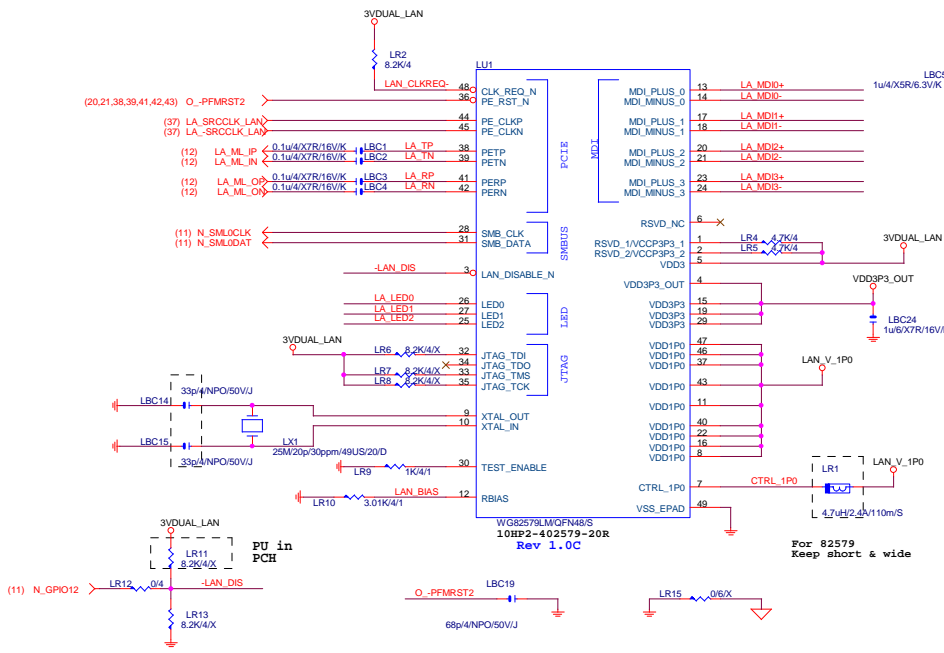 3VDUAL_LAN
LR2
8.2K/4
LU1
LBC5
1u/4/X5R/6.3V/K
LAN_CLKREQ- 48 CLK_REQ_N
(20,21,38,39,41,42,43) O_-PFMRST2 36 PE_RST_N
(37) LA_SRCCLK_LAN 44 PE_CLKP
(37) LA_-SRCCLK_LAN 45 PE_CLKN
(12) LA_ML_IP 0.1u/4/X7R/16V/K LBC1 LA_TP 38 PETP
(12) LA_ML_IN LBC2 LA_TN 39 PETN
(12) LA_ML_OP 0.1u/4/X7R/16V/K LBC3 LA_RP 41 PERP
(12) LA_ML_ON 0.1u/4/X7R/16V/K LBC4 LA_RN 42 PERN
PCIE
(11) N_SML0CLK 28 SMB_CLK
(11) N_SML0DAT 31 SMB_DATA
SMBUS
-LAN_DIS 3 LAN_DISABLE_N
LA_LED0 26 LED0
LA_LED1 27 LED1
LA_LED2 25 LED2
LED
3VDUAL_LAN
LR6 8.2K/4/X 32 JTAG_TDI
34 JTAG_TDO
LR7 8.2K/4/X 33 JTAG_TMS
LR8 8.2K/4/X 35 JTAG_TCK
JTAG
33p/4/NPO/50V/J
LBC14
9 XTAL_OUT
10 XTAL_IN
LBC15
33p/4/NPO/50V/J
LX1
25M/20p/30ppm/49US/20/D
LR9 1K/4/1 30 TEST_ENABLE
LR10 3.01K/4/1 LAN_BIAS 12 RBIAS
MDI
MDI_PLUS_0 13 LA_MDI0+
MDI_MINUS_0 14 LA_MDI0-
MDI_PLUS_1 17 LA_MDI1+
MDI_MINUS_1 18 LA_MDI1-
MDI_PLUS_2 20 LA_MDI2+
MDI_MINUS_2 21 LA_MDI2-
MDI_PLUS_3 23 LA_MDI3+
MDI_MINUS_3 24 LA_MDI3-
RSVD_NC 6
RSVD_1/VCCP3P3_1 1 LR4 4.7K/4
RSVD_2/VCCP3P3_2 2 LR5 4.7K/4
VDD3 5
3VDUAL_LAN
VDD3P3_OUT 4
VDD3P3_OUT
VDD3P3 15
VDD3P3 19
VDD3P3 29
LBC24
1u/6/X7R/16V/
VDD1P0 47
VDD1P0 46
VDD1P0 37
VDD1P0 43
LAN_V_1P0
VDD1P0 11
VDD1P0 40
VDD1P0 22
VDD1P0 16
VDD1P0 8
CTRL_1P0 7 CTRL_1P0
LR1
LAN_V_1P0
4.7uH/2.4A/110m/S
VSS_EPAD 49
WG82579LM/QFN48/S
10HP2-402579-20R
Rev 1.0C
For 82579
Keep short & wide
3VDUAL_LAN
LR11
8.2K/4/X
PU in
PCH
(11) N_GPIO12 LR12 0/4 -LAN_DIS
LR13
8.2K/4/X
O_-PFMRST2 LBC19
68p/4/NPO/50V/J
LR15 0/6/X